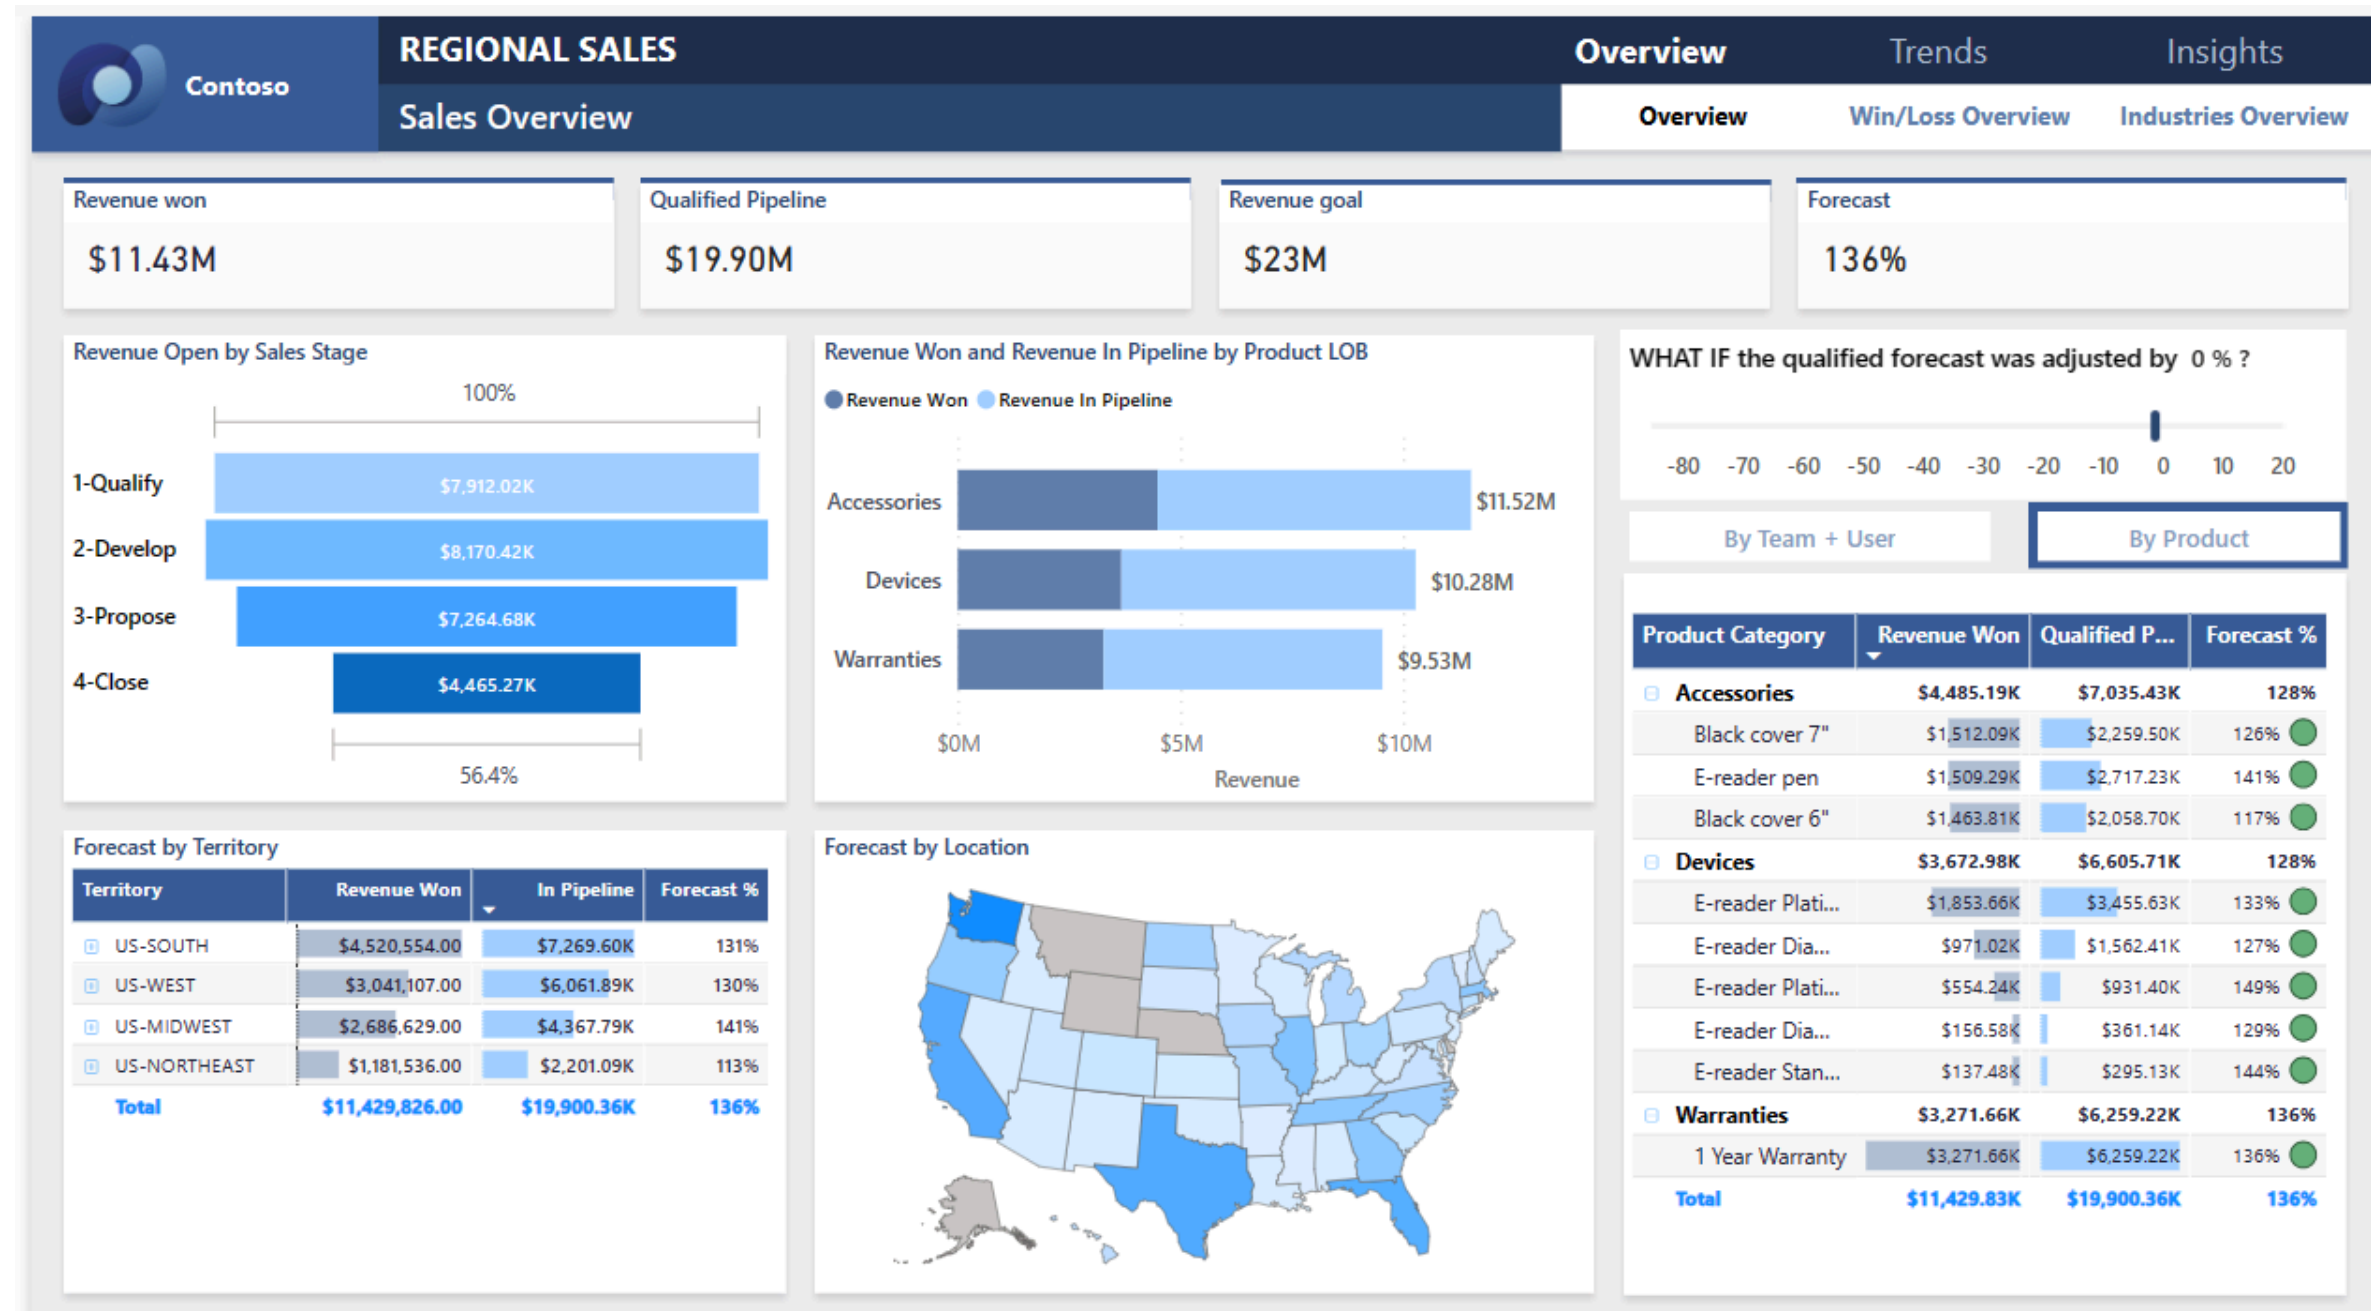 Contoso
REGIONAL SALES
Sales Overview
Overview Trends Insights
Overview Win/Loss Overview Industries Overview
Revenue won
$11.43M
Qualified Pipeline
$19.90M
Revenue goal
$23M
Forecast
136%
Revenue Open by Sales Stage
100%
1-Qualify $7,912.02K
2-Develop $8,170.42K
3-Propose $7,264.68K
4-Close $4,465.27K
56.4%
Revenue Won and Revenue In Pipeline by Product LOB
Revenue Won Revenue In Pipeline
Accessories $11.52M
Devices $10.28M
Warranties $9.53M
$0M $5M $10M
Revenue
WHAT IF the qualified forecast was adjusted by 0 % ?
-80 -70 -60 -50 -40 -30 -20 -10 0 10 20
By Team + User By Product
Product Category Revenue Won Qualified P... Forecast %
Accessories $4,485.19K $7,035.43K 128%
Black cover 7" $1,512.09K $2,259.50K 126%
E-reader pen $1,509.29K $2,717.23K 141%
Black cover 6" $1,463.81K $2,058.70K 117%
Devices $3,672.98K $6,605.71K 128%
E-reader Plati... $1,853.66K $3,455.63K 133%
E-reader Dia... $971.02K $1,562.41K 127%
E-reader Plati... $554.24K $931.40K 149%
E-reader Dia... $156.58K $361.14K 129%
E-reader Stan... $137.48K $295.13K 144%
Warranties $3,271.66K $6,259.22K 136%
1 Year Warranty $3,271.66K $6,259.22K 136%
Total $11,429.83K $19,900.36K 136%
Forecast by Territory
Territory Revenue Won In Pipeline Forecast %
US-SOUTH $4,520,554.00 $7,269.60K 131%
US-WEST $3,041,107.00 $6,061.89K 130%
US-MIDWEST $2,686,629.00 $4,367.79K 141%
US-NORTHEAST $1,181,536.00 $2,201.09K 113%
Total $11,429,826.00 $19,900.36K 136%
Forecast by Location